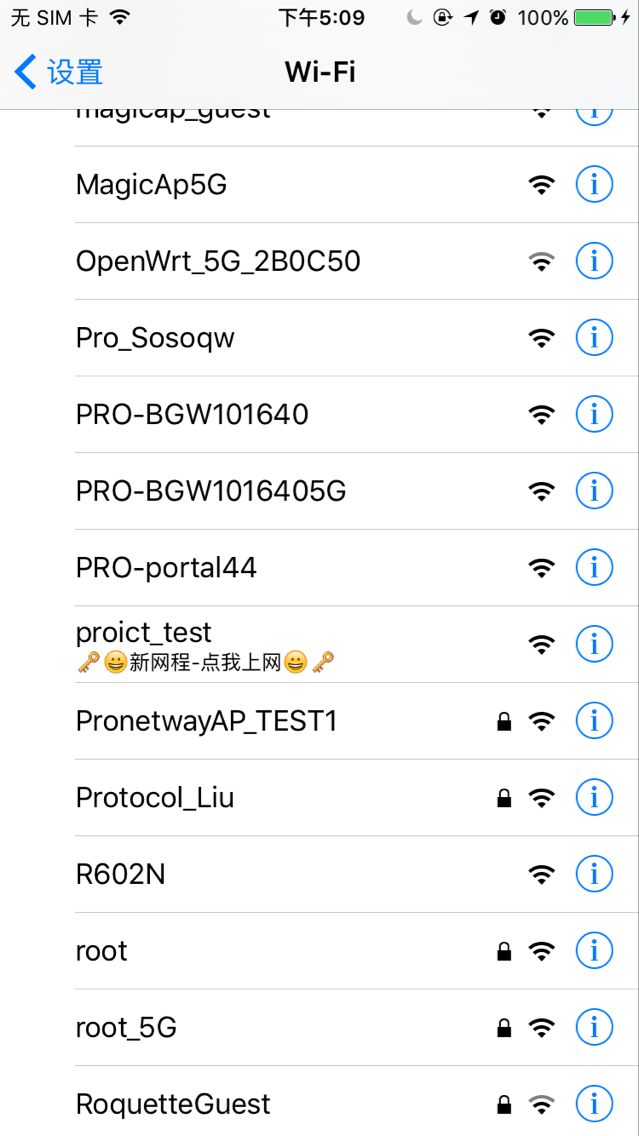 无 SIM 卡 下午5:09 100%
设置 Wi-Fi
magicap_guest
MagicAp5G
OpenWrt_5G_2B0C50
Pro_Sosoqw
PRO-BGW101640
PRO-BGW1016405G
PRO-portal44
proict_test
🔑😀新网程-点我上网😀🔑
PronetwayAP_TEST1
Protocol_Liu
R602N
root
root_5G
RoquetteGuest